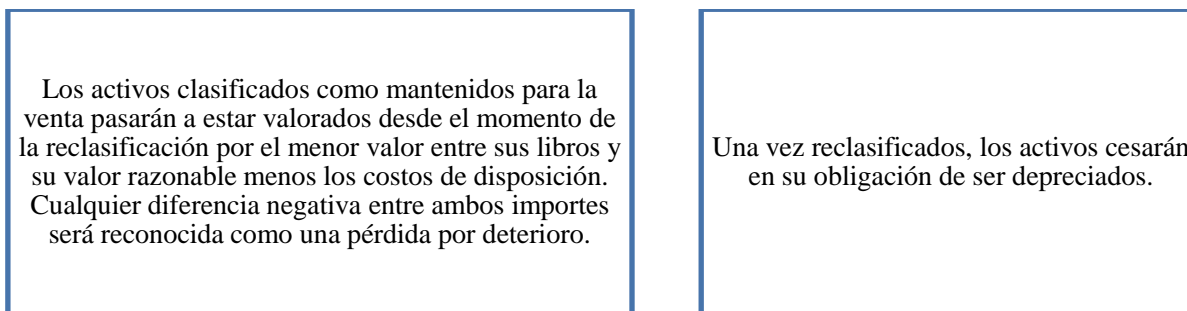 Los activos clasificados como mantenidos para la
venta pasarán a estar valorados desde el momento de
la reclasificación por el menor valor entre sus libros y
su valor razonable menos los costos de disposición.
Cualquier diferencia negativa entre ambos importes
será reconocida como una pérdida por deterioro.
Una vez reclasificados, los activos cesarán
en su obligación de ser depreciados.